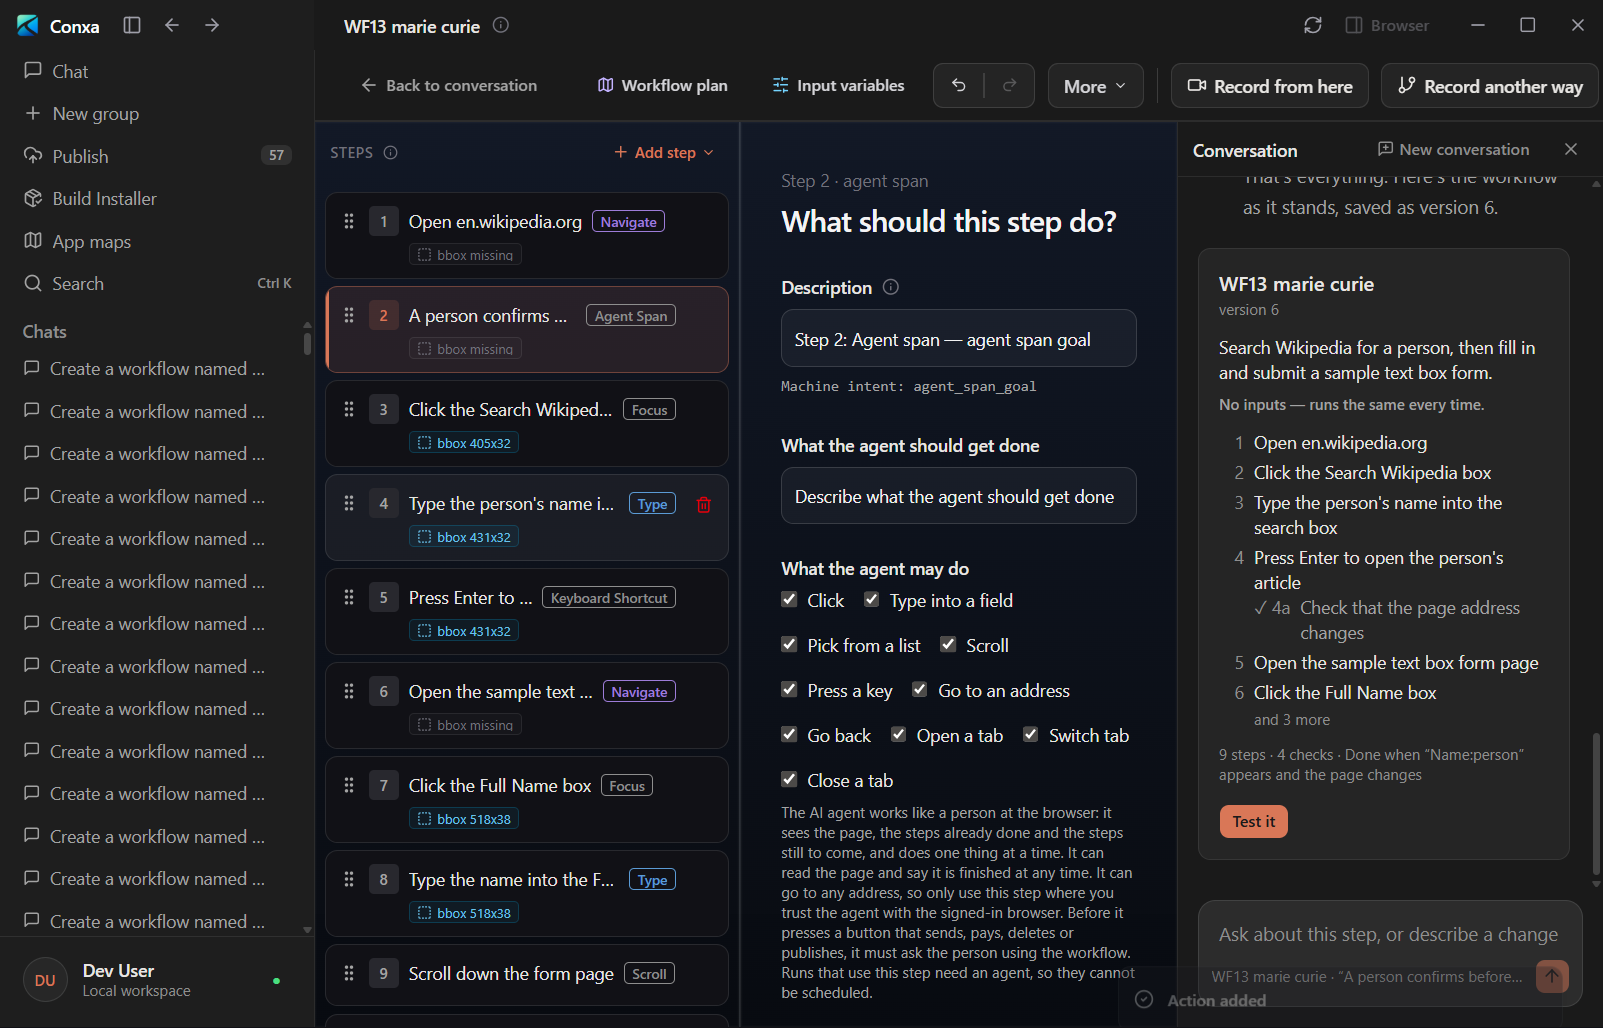 Conxa
WF13 marie curie
Browser
Chat
New group
Publish
57
Build Installer
App maps
Search
Ctrl K
Chats
Create a workflow named ...
Create a workflow named ...
Create a workflow named ...
Create a workflow named ...
Create a workflow named ...
Create a workflow named ...
Create a workflow named ...
Create a workflow named ...
Create a workflow named ...
Create a workflow named ...
Create a workflow named ...
Create a workflow named ...
Create a workflow named ...
Create a workflow named ...
DU
Dev User
Local workspace
Back to conversation
Workflow plan
Input variables
More
Record from here
Record another way
STEPS
Add step
1
Open en.wikipedia.org
Navigate
bbox missing
2
A person confirms ...
Agent Span
bbox missing
3
Click the Search Wikiped...
Focus
bbox 405x32
4
Type the person's name i...
Type
bbox 431x32
5
Press Enter to ...
Keyboard Shortcut
bbox 431x32
6
Open the sample text ...
Navigate
bbox missing
7
Click the Full Name box
Focus
bbox 518x38
8
Type the name into the F...
Type
bbox 518x38
9
Scroll down the form page
Scroll
Step 2 · agent span
What should this step do?
Description
Step 2: Agent span — agent span goal
Machine intent: agent_span_goal
What the agent should get done
Describe what the agent should get done
What the agent may do
Click
Type into a field
Pick from a list
Scroll
Press a key
Go to an address
Go back
Open a tab
Switch tab
Close a tab
The AI agent works like a person at the browser: it
sees the page, the steps already done and the steps
still to come, and does one thing at a time. It can
read the page and say it is finished at any time. It can
go to any address, so only use this step where you
trust the agent with the signed-in browser. Before it
presses a button that sends, pays, deletes or
publishes, it must ask the person using the workflow.
Runs that use this step need an agent, so they cannot
be scheduled.
Conversation
New conversation
That's everything. Here's the workflow
as it stands, saved as version 6.
WF13 marie curie
version 6
Search Wikipedia for a person, then fill in
and submit a sample text box form.
No inputs — runs the same every time.
1 Open en.wikipedia.org
2 Click the Search Wikipedia box
3 Type the person's name into the
search box
4 Press Enter to open the person's
article
✓ 4a Check that the page address
changes
5 Open the sample text box form page
6 Click the Full Name box
and 3 more
9 steps · 4 checks · Done when “Name:person”
appears and the page changes
Test it
Ask about this step, or describe a change
WF13 marie curie · “A person confirms before...
Action added